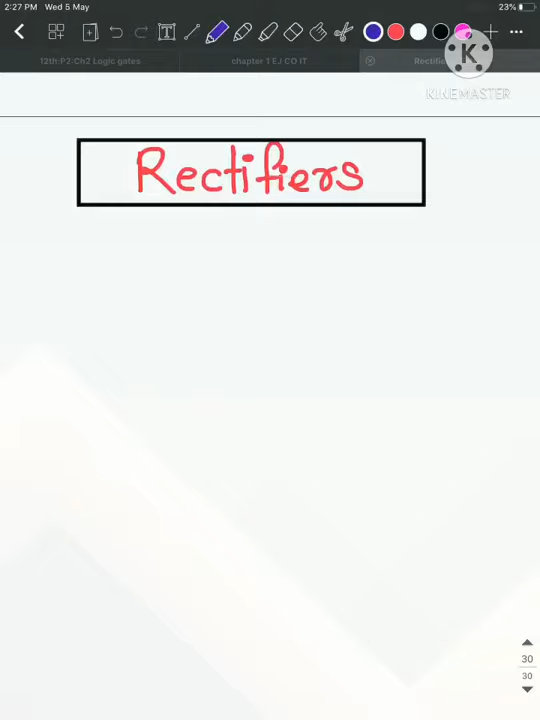 2:27 PM Wed 5 May
23%
12th:P2:Ch2 Logic gates
chapter 1 EJ CO IT
K
KINEMASTER
Rectifiers
30
30